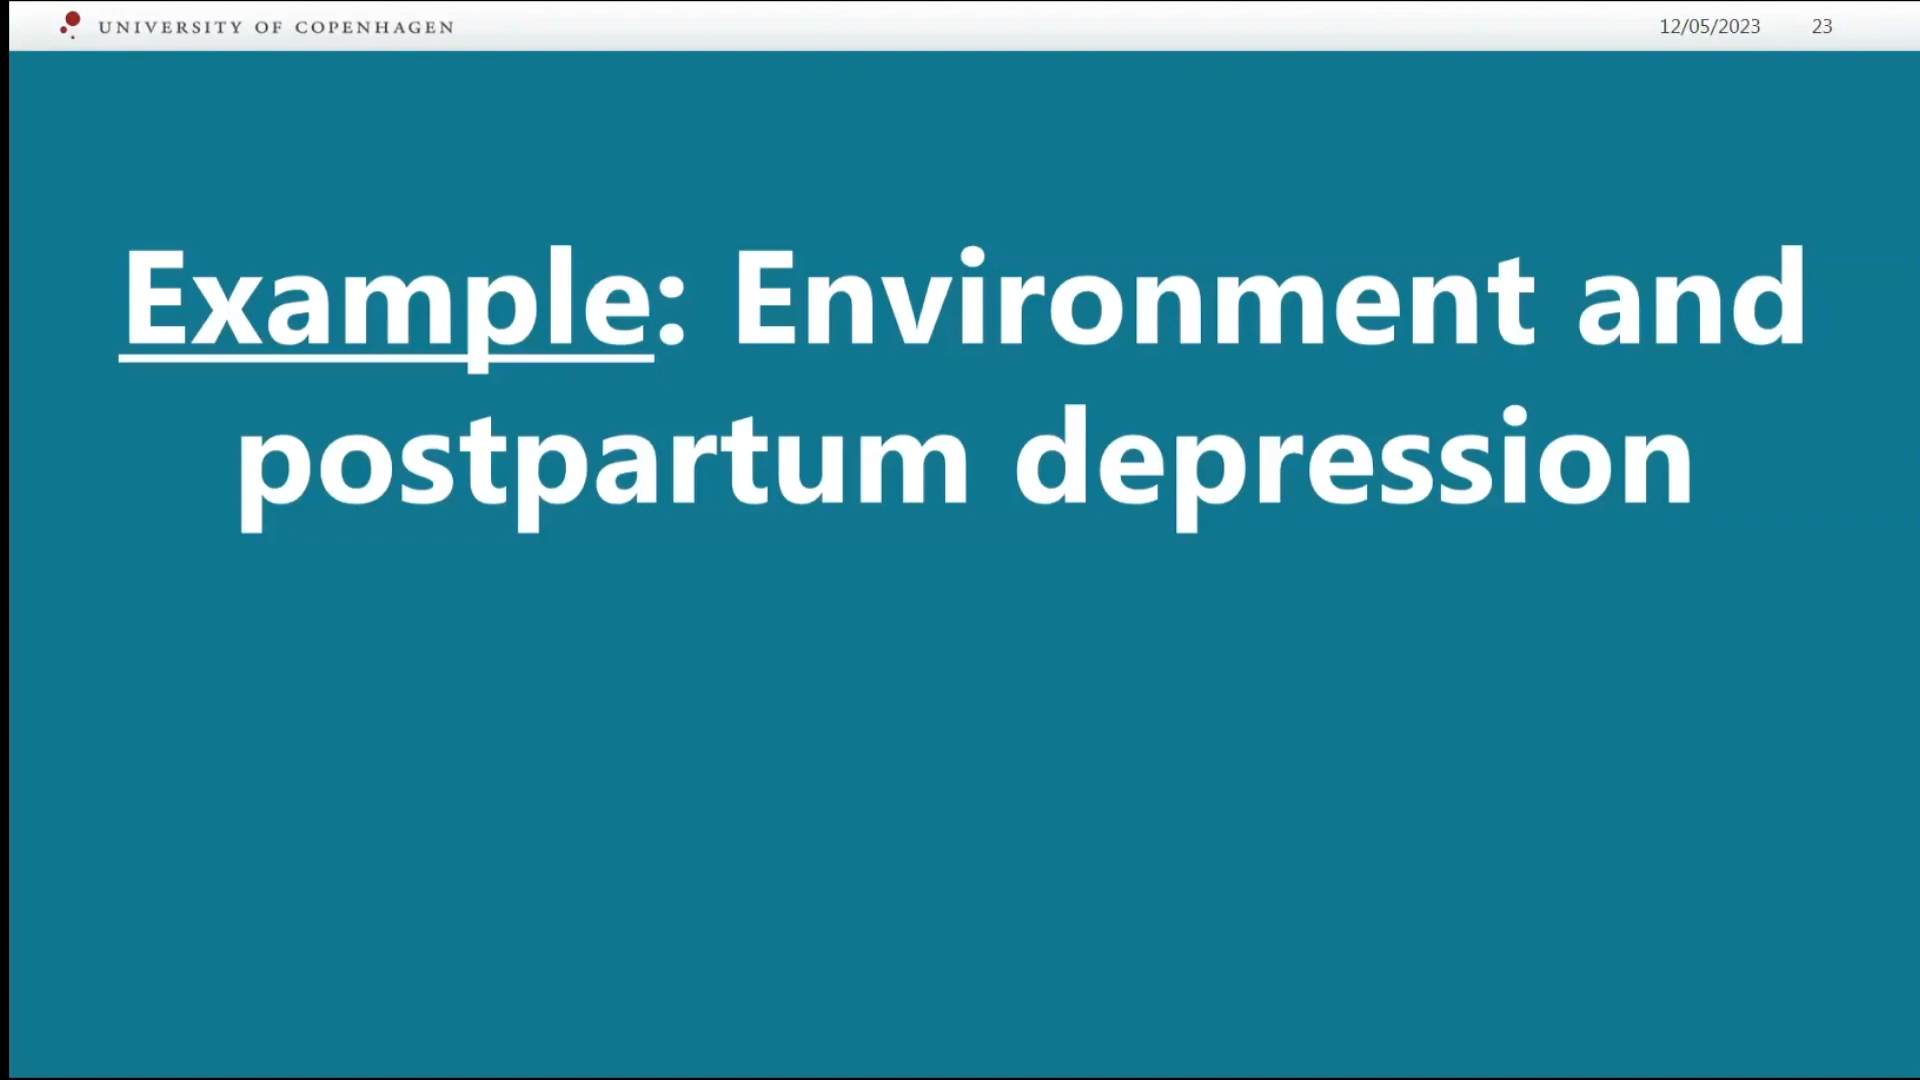 UNIVERSITY OF COPENHAGEN
12/05/2023 23
Example: Environment and
postpartum depression